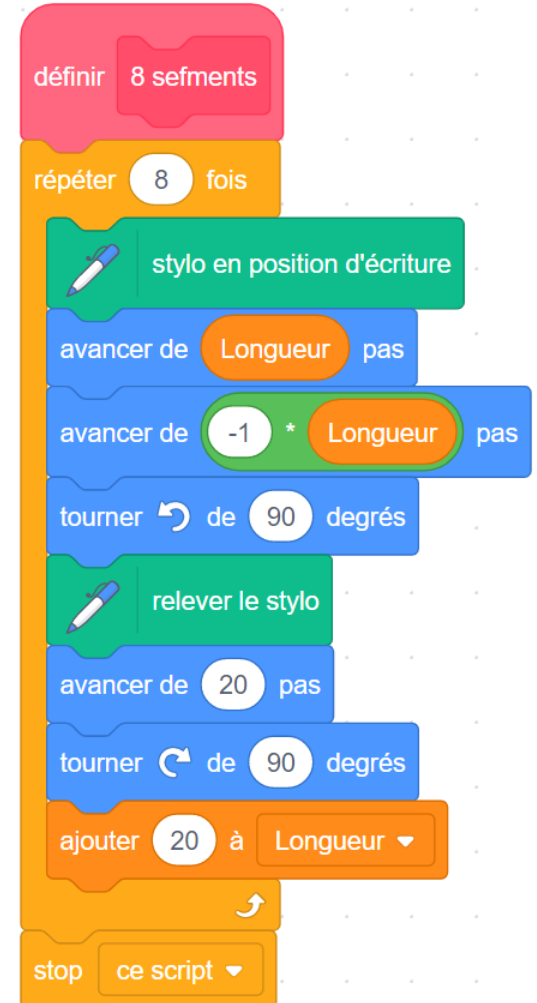 définir 8 sefments
répéter 8 fois
stylo en position d'écriture
avancer de Longueur pas
avancer de -1 * Longueur pas
tourner de 90 degrés
relever le stylo
avancer de 20 pas
tourner de 90 degrés
ajouter 20 à Longueur
stop ce script